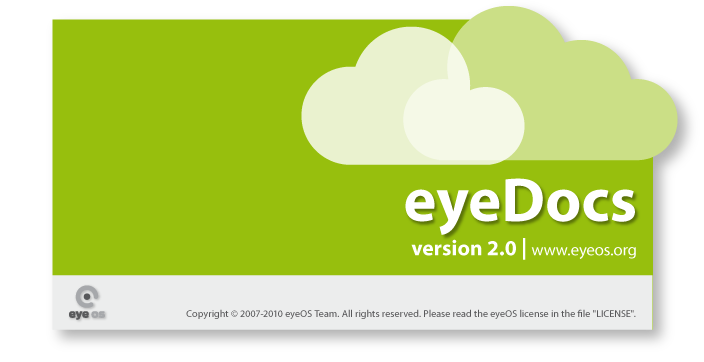 eyeDocs
version 2.0 | www.eyeos.org
eye os
Copyright © 2007-2010 eyeOS Team. All rights reserved. Please read the eyeOS license in the file "LICENSE".